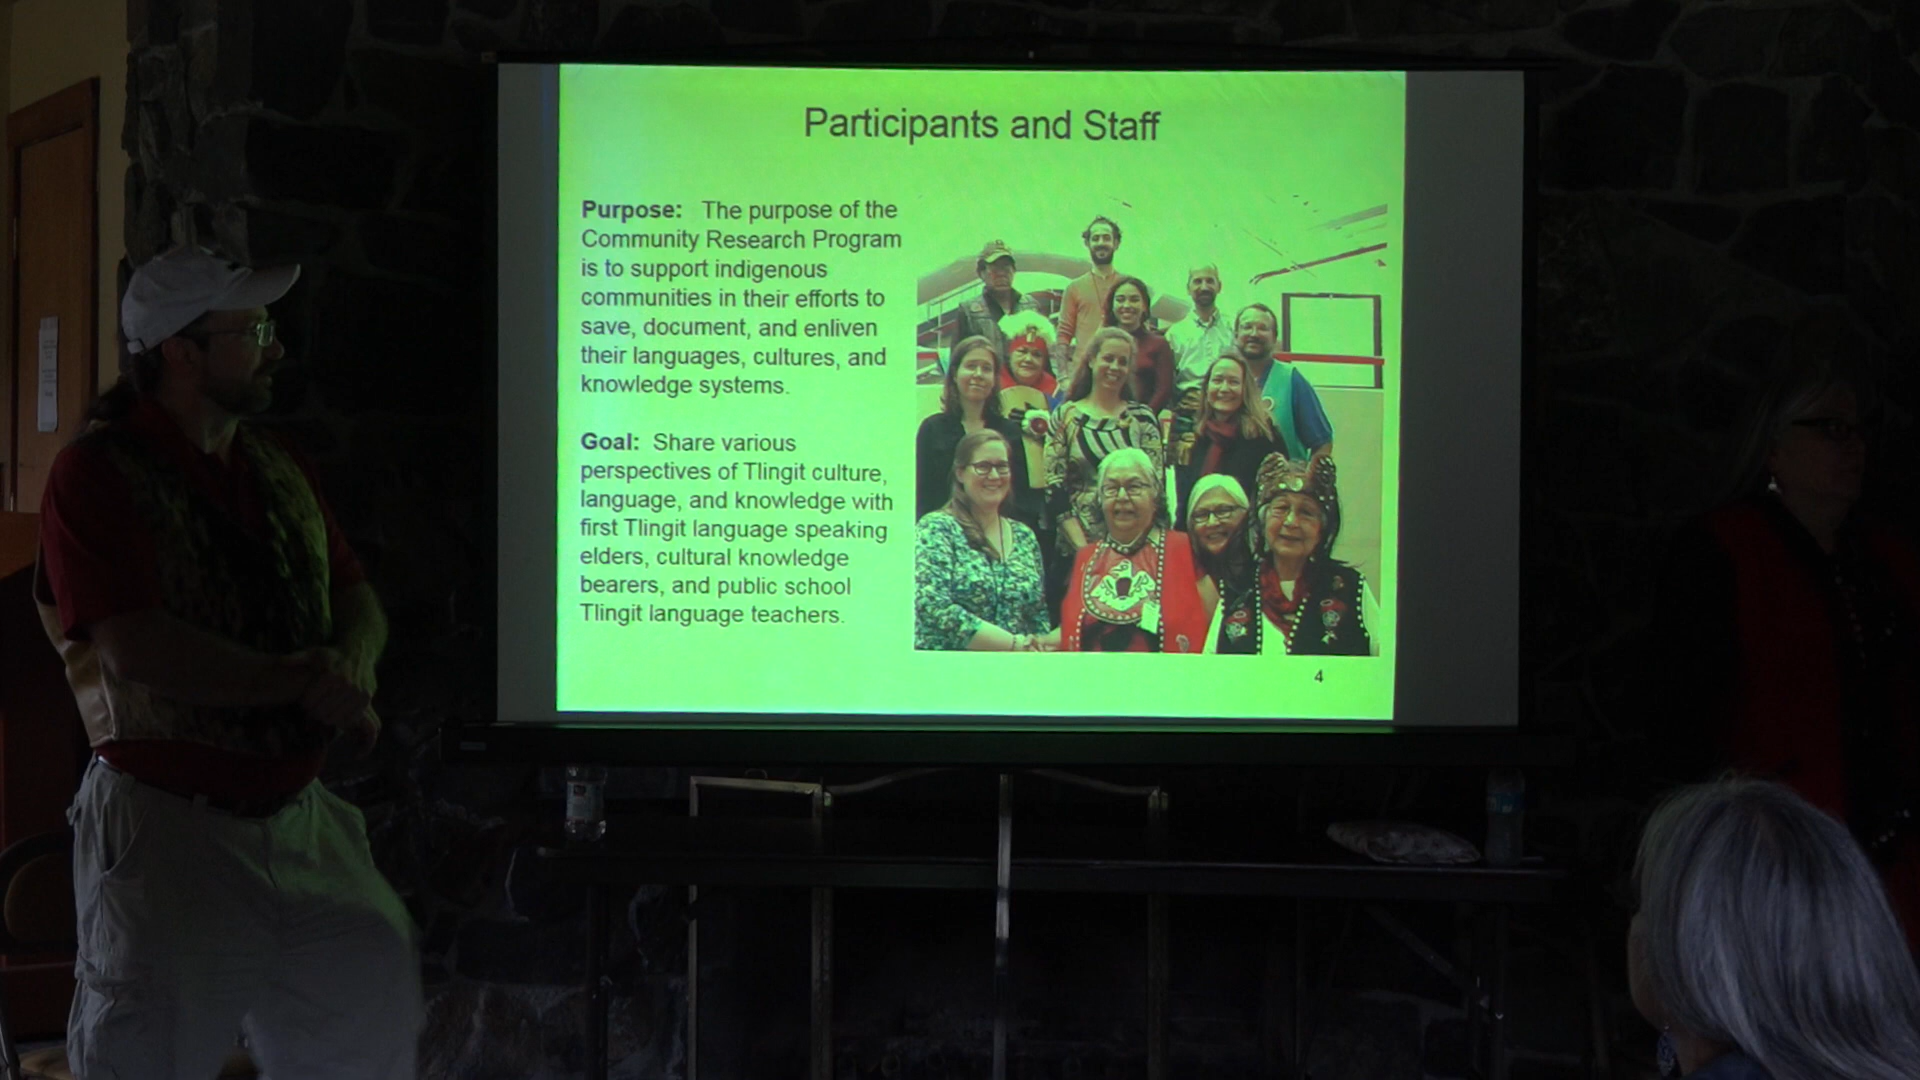 Participants and Staff
Purpose: The purpose of the
Community Research Program
is to support indigenous
communities in their efforts to
save, document, and enliven
their languages, cultures, and
knowledge systems.
Goal: Share various
perspectives of Tlingit culture,
language, and knowledge with
first Tlingit language speaking
elders, cultural knowledge
bearers, and public school
Tlingit language teachers.
4